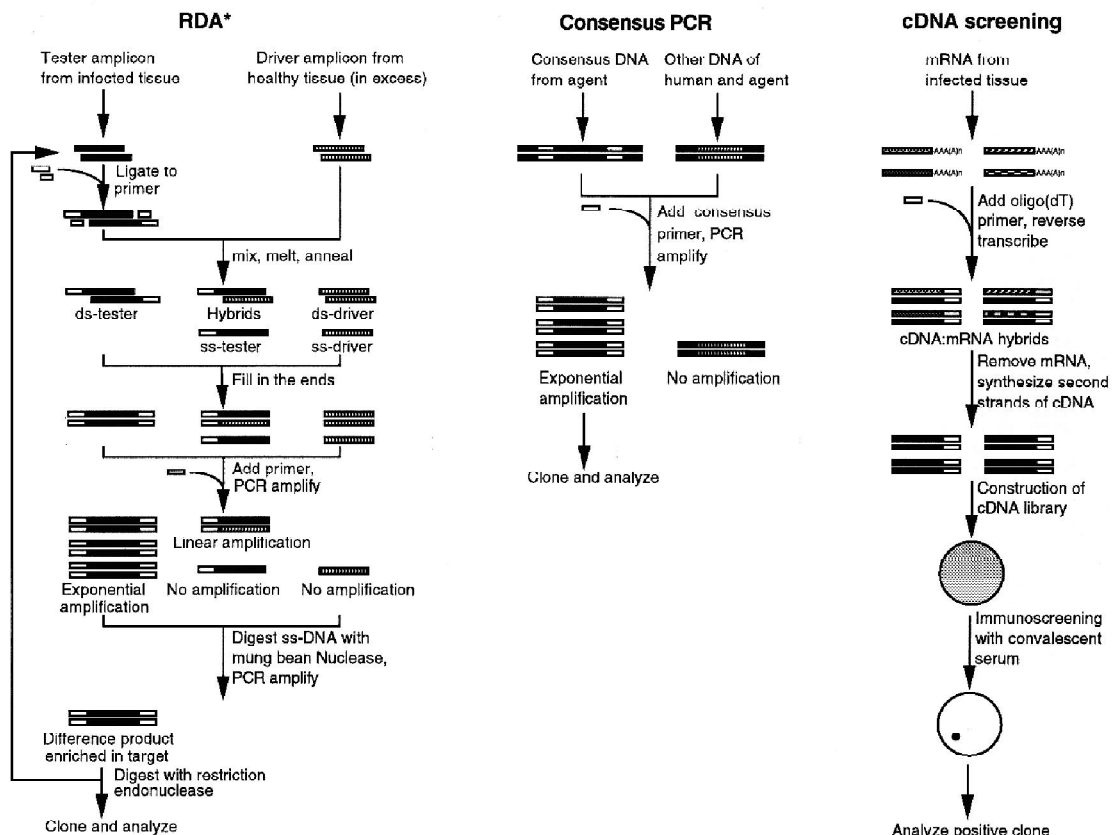 RDA*
Tester amplicon
from infected tissue
Driver amplicon from
healthy tissue (in excess)
Ligate to
primer
mix, melt, anneal
ds-tester
Hybrids
ds-driver
ss-tester
ss-driver
Fill in the ends
Add primer,
PCR amplify
Linear amplification
Exponential
amplification
No amplification
No amplification
Digest ss-DNA with
mung bean Nuclease,
PCR amplify
Difference product
enriched in target
Digest with restriction
endonuclease
Clone and analyze
Consensus PCR
Consensus DNA
from agent
Other DNA of
human and agent
Add consensus
primer, PCR
amplify
Exponential
amplification
No amplification
Clone and analyze
cDNA screening
mRNA from
infected tissue
AAA(A)n
AAA(A)n
AAA(A)n
AAA(A)n
Add oligo(dT)
primer, reverse
transcribe
cDNA:mRNA hybrids
Remove mRNA,
synthesize second
strands of cDNA
Construction of
cDNA library
Immunoscreening
with convalescent
serum
Analyze positive clone